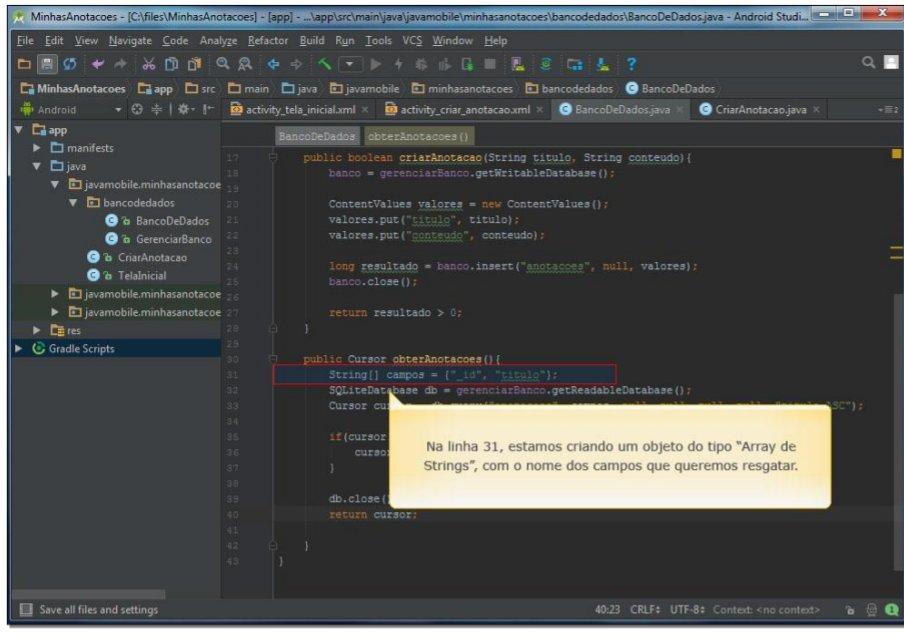 MinhasAnotacoes - [C:\files\MinhasAnotacoes] - [app] - ...\app\src\main\java\javamobile\minhasanotacoes\bancodedados\BancoDeDados.java - Android Studi...
File Edit View Navigate Code Analyze Refactor Build Run Tools VCS Window Help
MinhasAnotacoes app src main java javamobile minhasanotacoes bancodedados BancoDeDados
Android activity_tela_inicial.xml activity_criar_anotacao.xml BancoDeDados.java CriarAnotacao.java
BancoDeDados obterAnotacoes()
app
manifests
java
javamobile.minhasanotacoe
bancodedados
BancoDeDados
GerenciarBanco
CriarAnotacao
TelaInicial
javamobile.minhasanotacoe
javamobile.minhasanotacoe
res
Gradle Scripts
17 public boolean criarAnotacao(String titulo, String conteudo){
18 banco = gerenciarBanco.getWritableDatabase();
19
20 ContentValues valores = new ContentValues();
21 valores.put("titulo", titulo);
22 valores.put("conteudo", conteudo);
23
24 long resultado = banco.insert("anotacoes", null, valores);
25 banco.close();
26
27 return resultado > 0;
28 }
29
30 public Cursor obterAnotacoes(){
31 String[] campos = {"_id", "titulo"};
32 SQLiteDatabase db = gerenciarBanco.getReadableDatabase();
33 Cursor cu
34
35 if(cursor
36 curso
37 }
38
39 db.close()
40 return cursor;
41
42 }
43 }
Na linha 31, estamos criando um objeto do tipo “Array de
Strings”, com o nome dos campos que queremos resgatar.
Save all files and settings 40:23 CRLF UTF-8 Context: <no context>